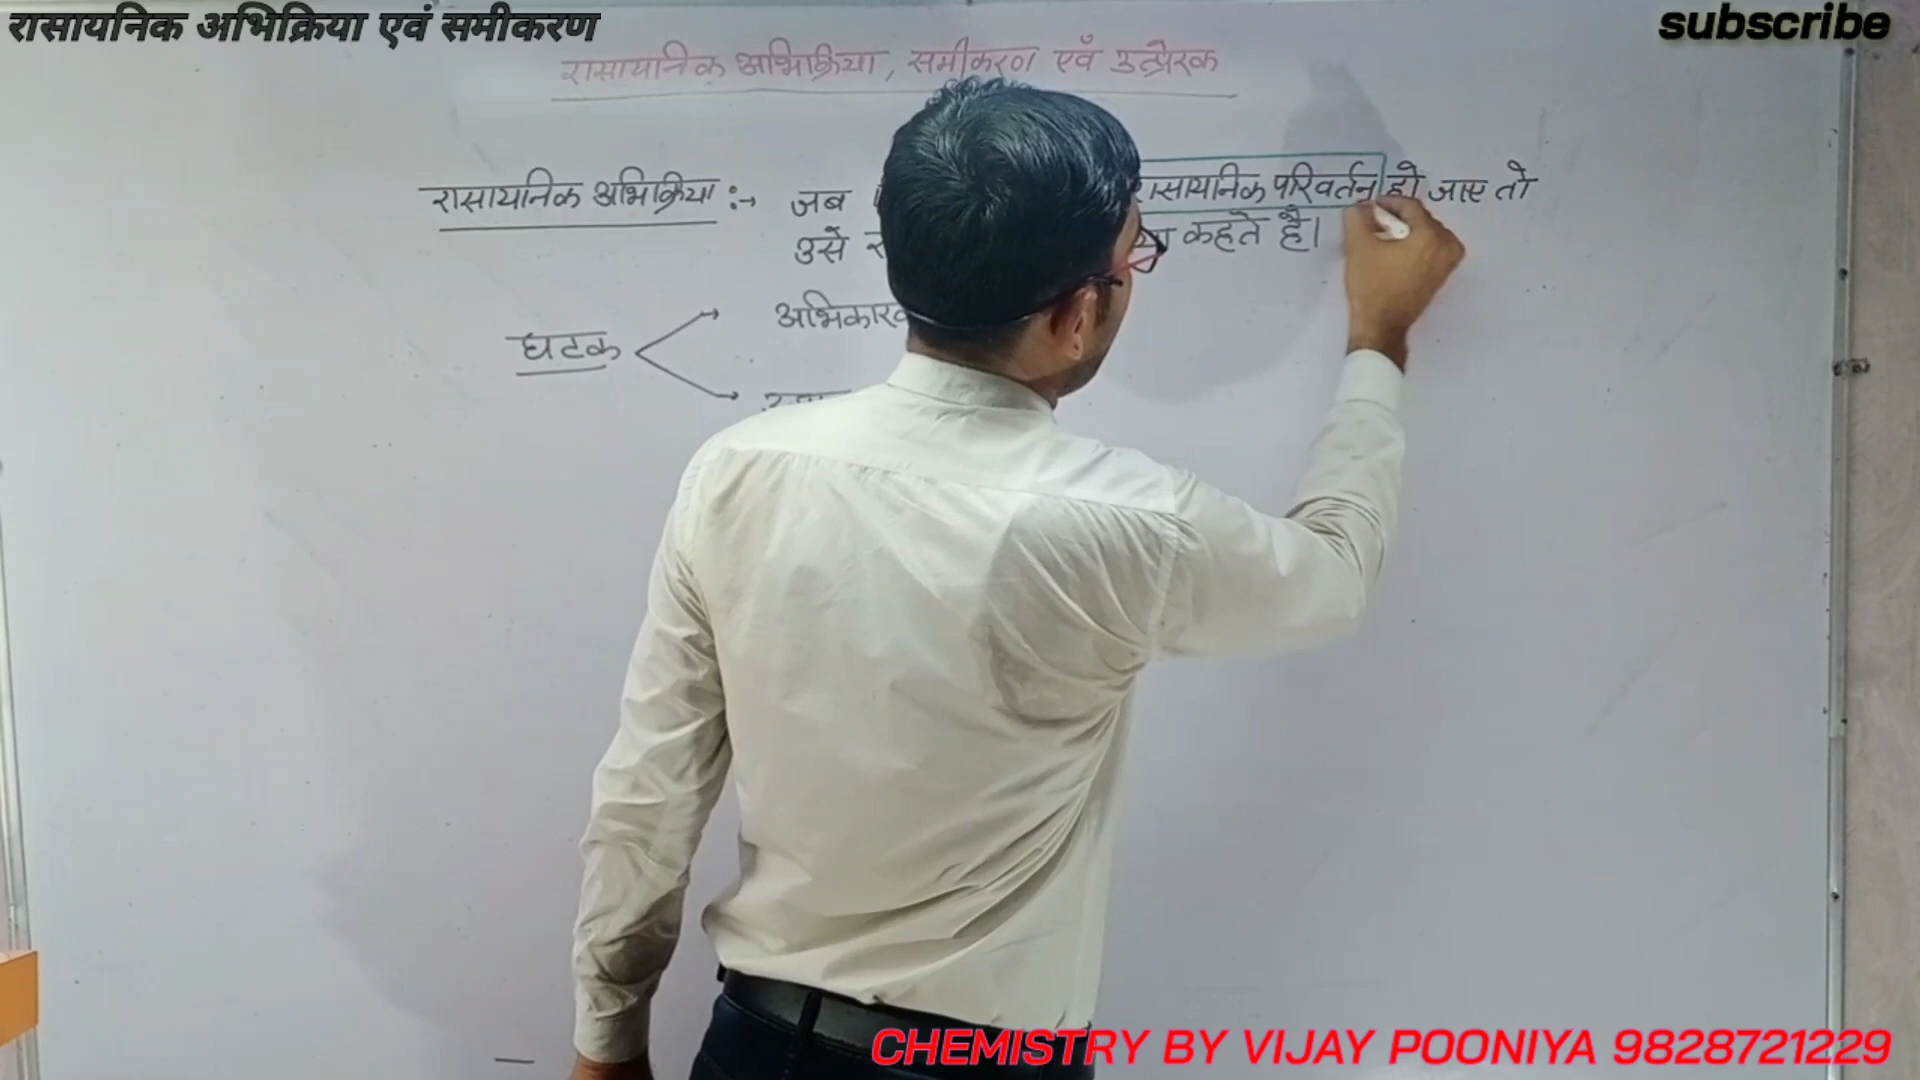 रासायनिक अभिक्रिया एवं समीकरण
subscribe
रासायनिक अभिक्रिया, समीकरण एवं उत्प्रेरक
रासायनिक अभिक्रिया :→ जब रासायनिक परिवर्तन हो जाए तो
उसे कहते है।
अभिकारक
घटक
CHEMISTRY BY VIJAY POONIYA 9828721229